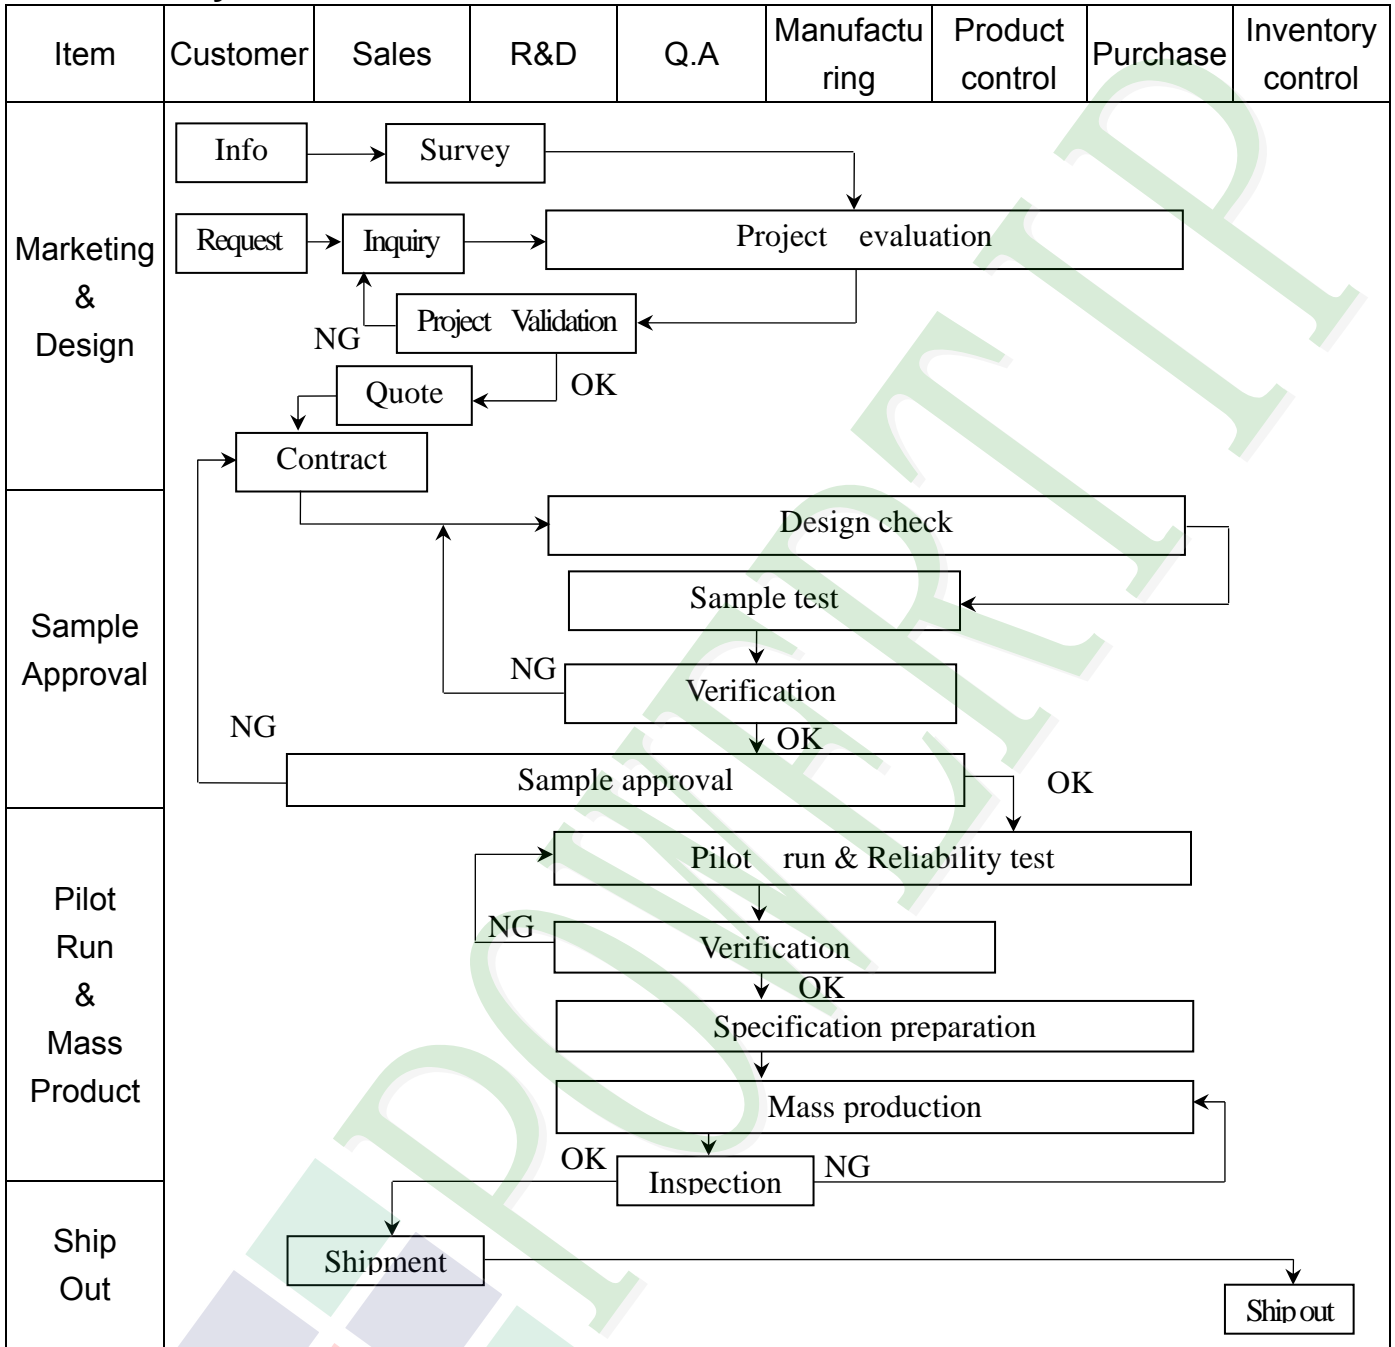 Item
Customer
Sales
R&D
Q.A
Manufactu
ring
Product
control
Purchase
Inventory
control
Marketing
&
Design
Info
Survey
Request
Inquiry
Project evaluation
Project Validation
NG
OK
Quote
Contract
Sample
Approval
Design check
Sample test
NG
Verification
OK
NG
Sample approval
OK
Pilot
Run
&
Mass
Product
Pilot run & Reliability test
NG
Verification
OK
Specification preparation
Mass production
OK
Inspection
NG
Ship
Out
Shipment
Ship out
POWERTIP